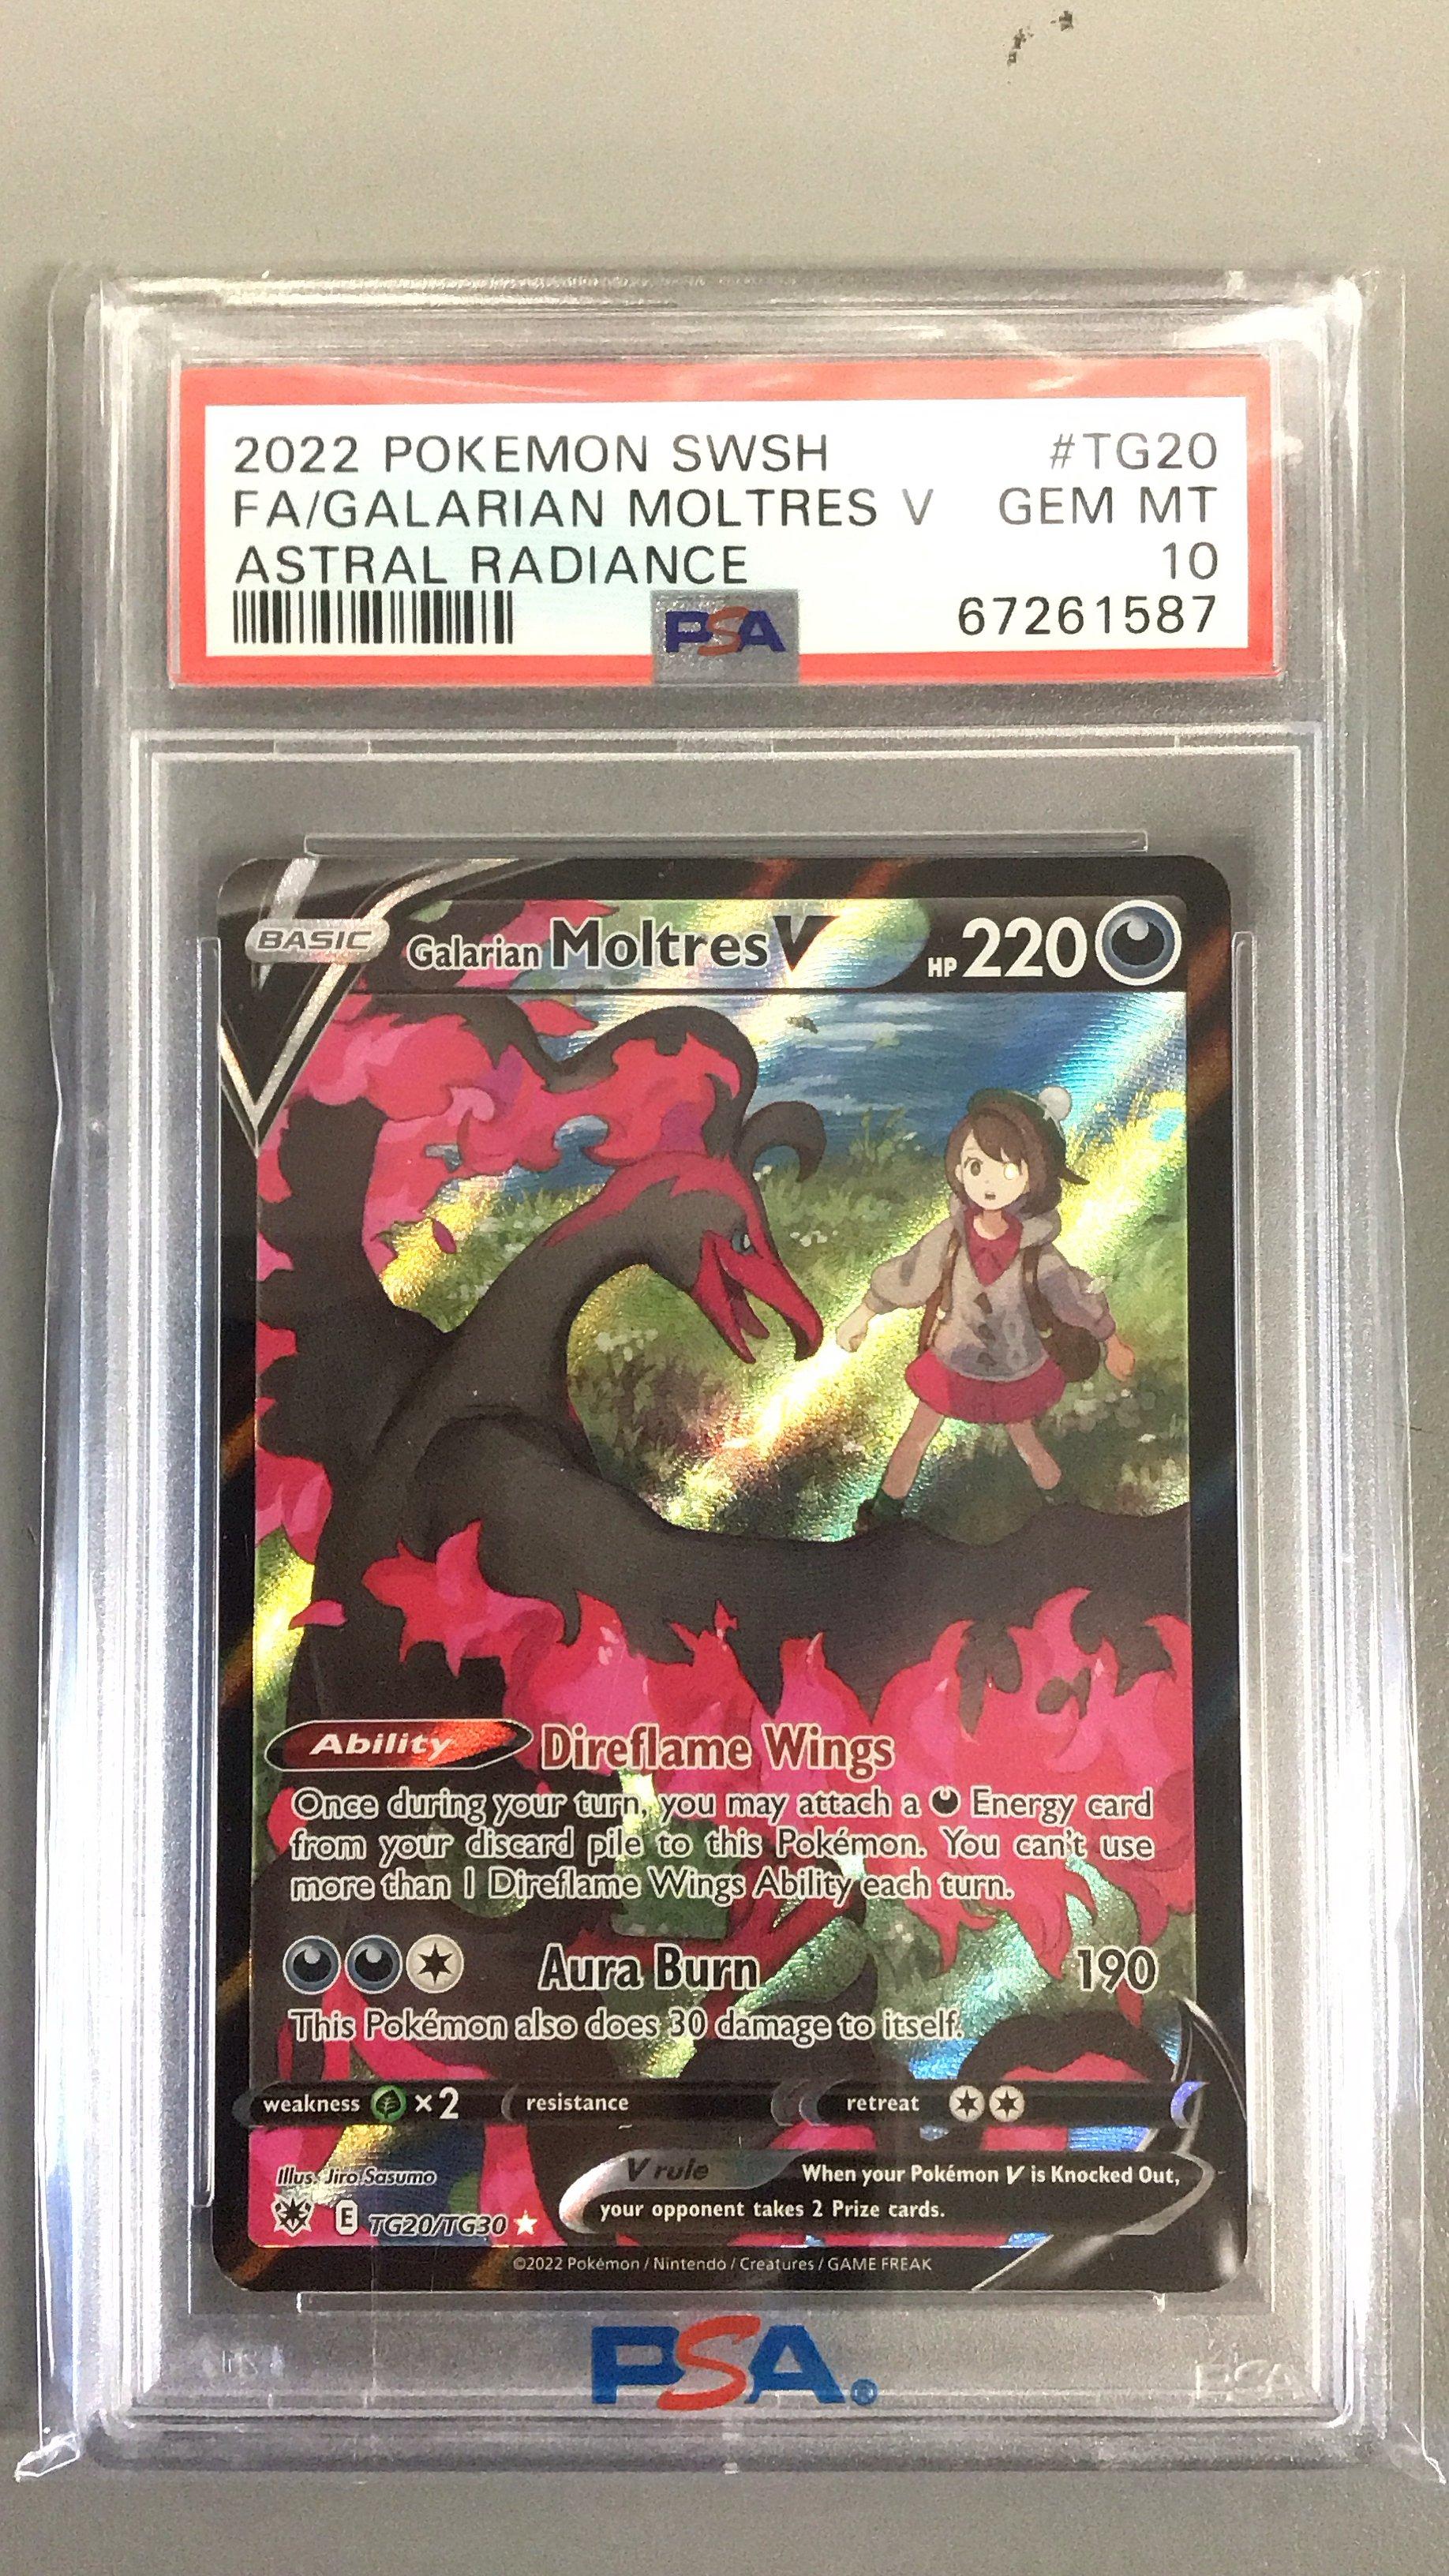 2022 POKEMON SWSH #TG20
FA/GALARIAN MOLTRES V GEM MT
ASTRAL RADIANCE 10
PSA 67261587
BASIC Galarian Moltres V HP 220
Ability Direflame Wings
Once during your turn, you may attach a Energy card
from your discard pile to this Pokémon. You can't use
more than 1 Direflame Wings Ability each turn.
Aura Burn 190
This Pokémon also does 30 damage to itself.
weakness ×2 resistance retreat
Illus. Jiro Sasumo
V rule When your Pokémon V is Knocked Out,
your opponent takes 2 Prize cards.
E TG20/TG30
©2022 Pokémon / Nintendo / Creatures / GAME FREAK
PSA®
PSA